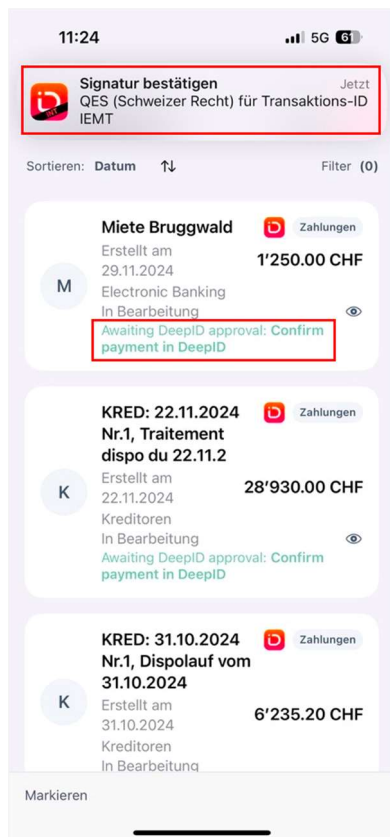 11:24
5G 61
Signatur bestätigen Jetzt
QES (Schweizer Recht) für Transaktions-ID
IEMT
INT
Sortieren: Datum ↑↓ Filter (0)
Miete Bruggwald Zahlungen
Erstellt am
29.11.2024
1'250.00 CHF
M
Electronic Banking
In Bearbeitung
Awaiting DeepID approval: Confirm
payment in DeepID
KRED: 22.11.2024 Zahlungen
Nr.1, Traitement
dispo du 22.11.2
Erstellt am
22.11.2024
28'930.00 CHF
K
Kreditoren
In Bearbeitung
Awaiting DeepID approval: Confirm
payment in DeepID
KRED: 31.10.2024 Zahlungen
Nr.1, Dispolauf vom
31.10.2024
Erstellt am
31.10.2024
6'235.20 CHF
K
Kreditoren
In Bearbeitung
Markieren